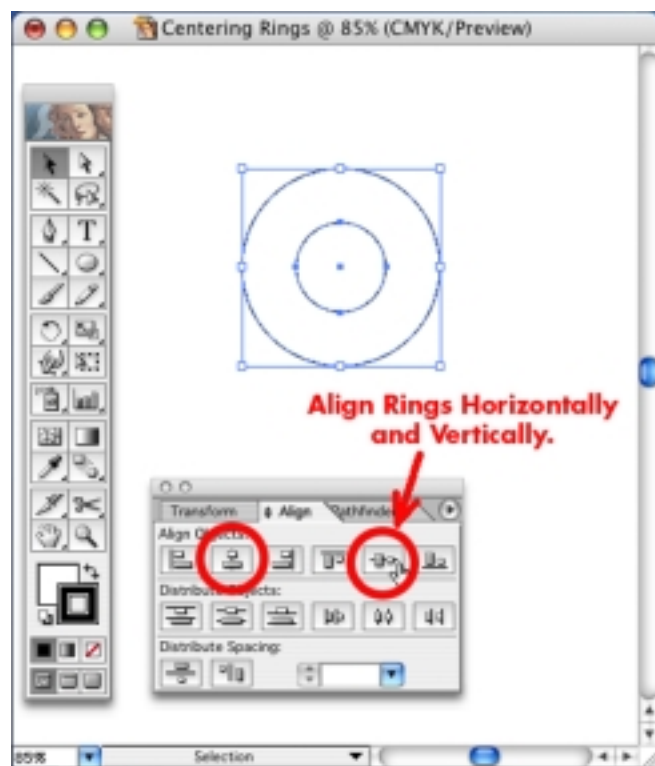 Centering Rings @ 85% (CMYK/Preview)
T
Align Rings Horizontally
and Vertically.
Transform Align Pathfinder
Align Objects:
Distribute Objects:
Distribute Spacing:
85% Selection